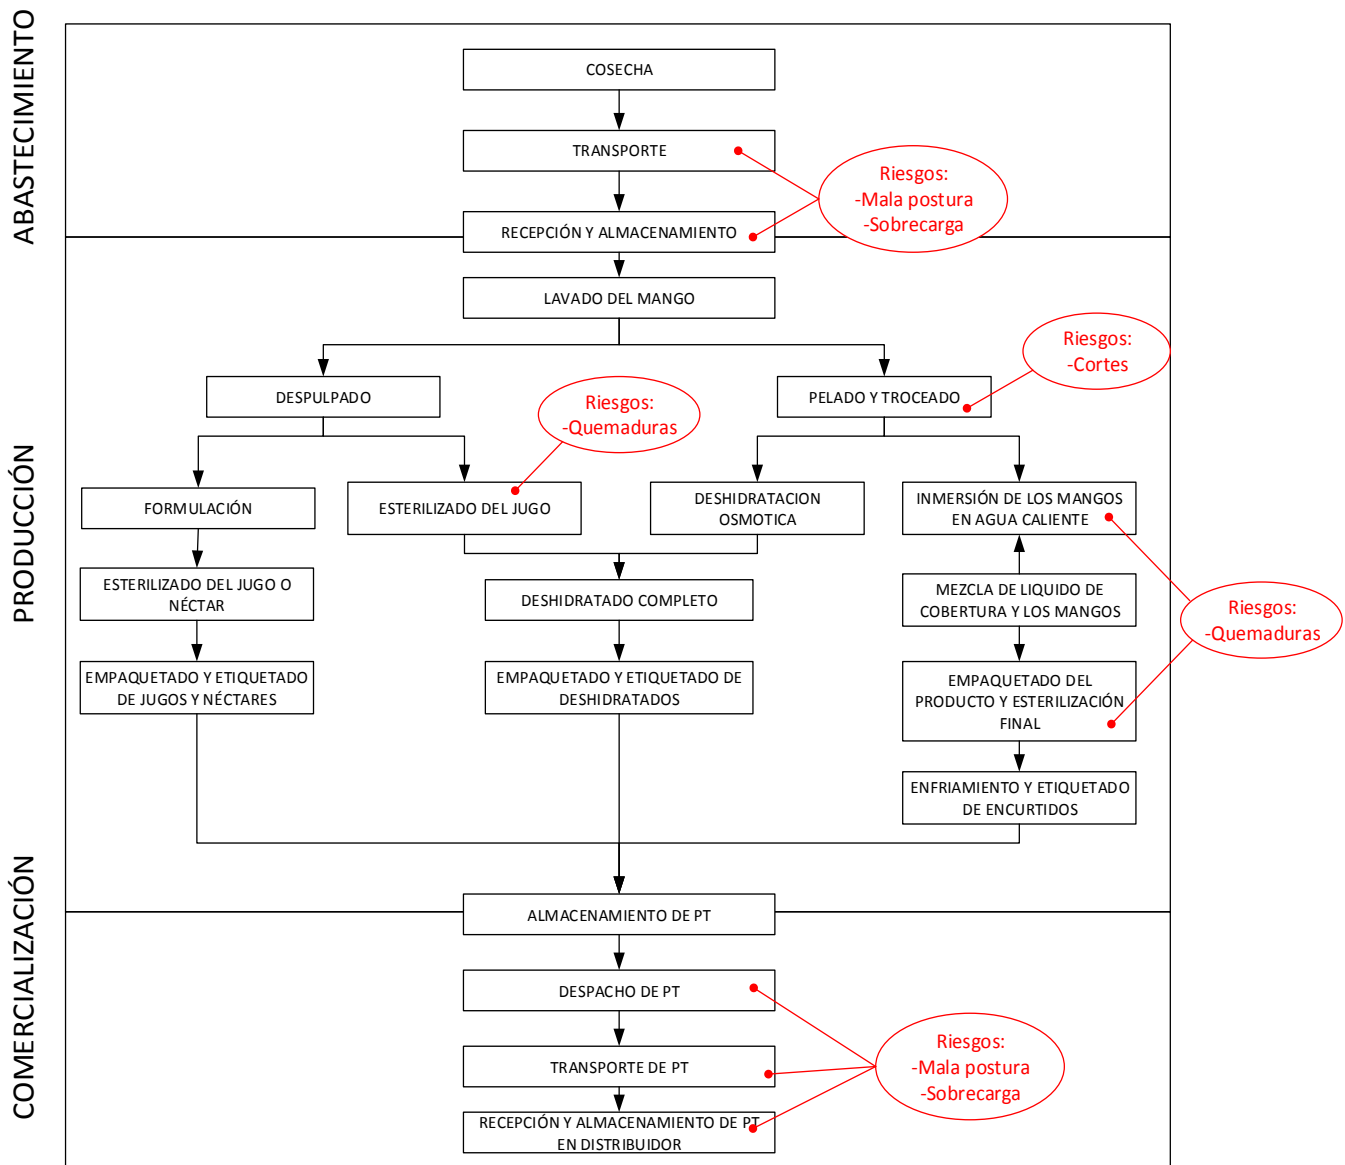 ABASTECIMIENTO
COSECHA
TRANSPORTE
Riesgos:
-Mala postura
-Sobrecarga
RECEPCIÓN Y ALMACENAMIENTO
PRODUCCIÓN
LAVADO DEL MANGO
Riesgos:
-Cortes
DESPULPADO
PELADO Y TROCEADO
Riesgos:
-Quemaduras
FORMULACIÓN
ESTERILIZADO DEL JUGO
DESHIDRATACION
OSMOTICA
INMERSIÓN DE LOS MANGOS
EN AGUA CALIENTE
ESTERILIZADO DEL JUGO O
NÉCTAR
DESHIDRATADO COMPLETO
MEZCLA DE LIQUIDO DE
COBERTURA Y LOS MANGOS
Riesgos:
-Quemaduras
EMPAQUETADO Y ETIQUETADO
DE JUGOS Y NÉCTARES
EMPAQUETADO Y ETIQUETADO DE
DESHIDRATADOS
EMPAQUETADO DEL
PRODUCTO Y ESTERILIZACIÓN
FINAL
ENFRIAMIENTO Y ETIQUETADO
DE ENCURTIDOS
COMERCIALIZACIÓN
ALMACENAMIENTO DE PT
DESPACHO DE PT
TRANSPORTE DE PT
Riesgos:
-Mala postura
-Sobrecarga
RECEPCIÓN Y ALMACENAMIENTO DE PT
EN DISTRIBUIDOR